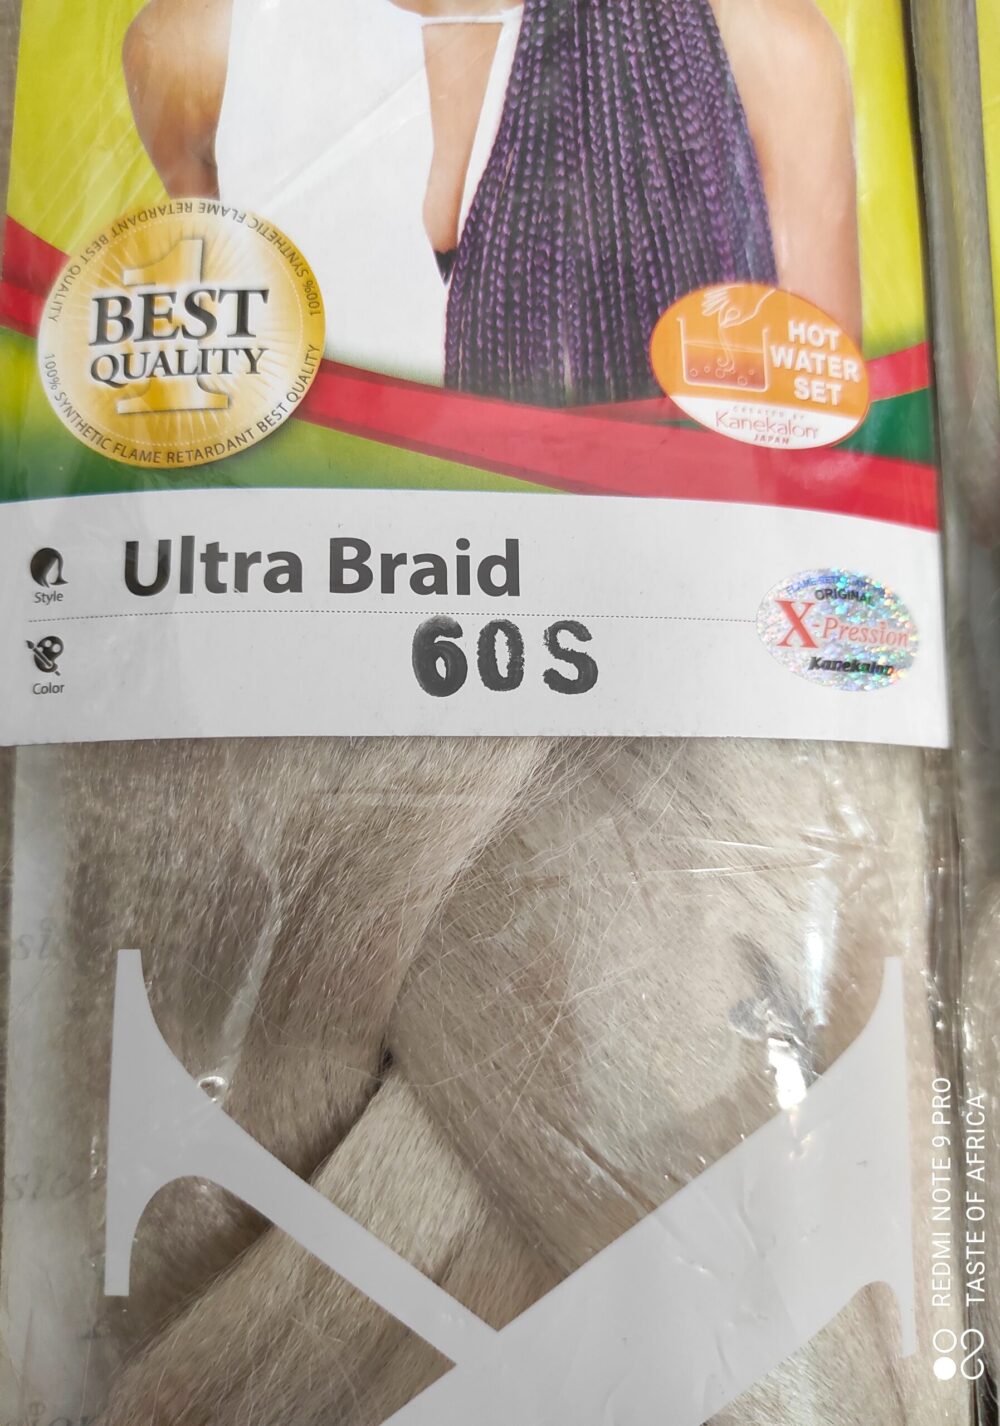 100% SYNTHETIC FLAME RETARDANT BEST QUALITY
100% SYNTHETIC FLAME RETARDANT BEST QUALITY
1
BEST
QUALITY
HOT
WATER
SET
CREATED BY
Kanekalon
JAPAN
Style
Ultra Braid
Color
60S
ORIGINAL
X-Pression
Kanekalon
X
REDMI NOTE 9 PRO
TASTE OF AFRICA